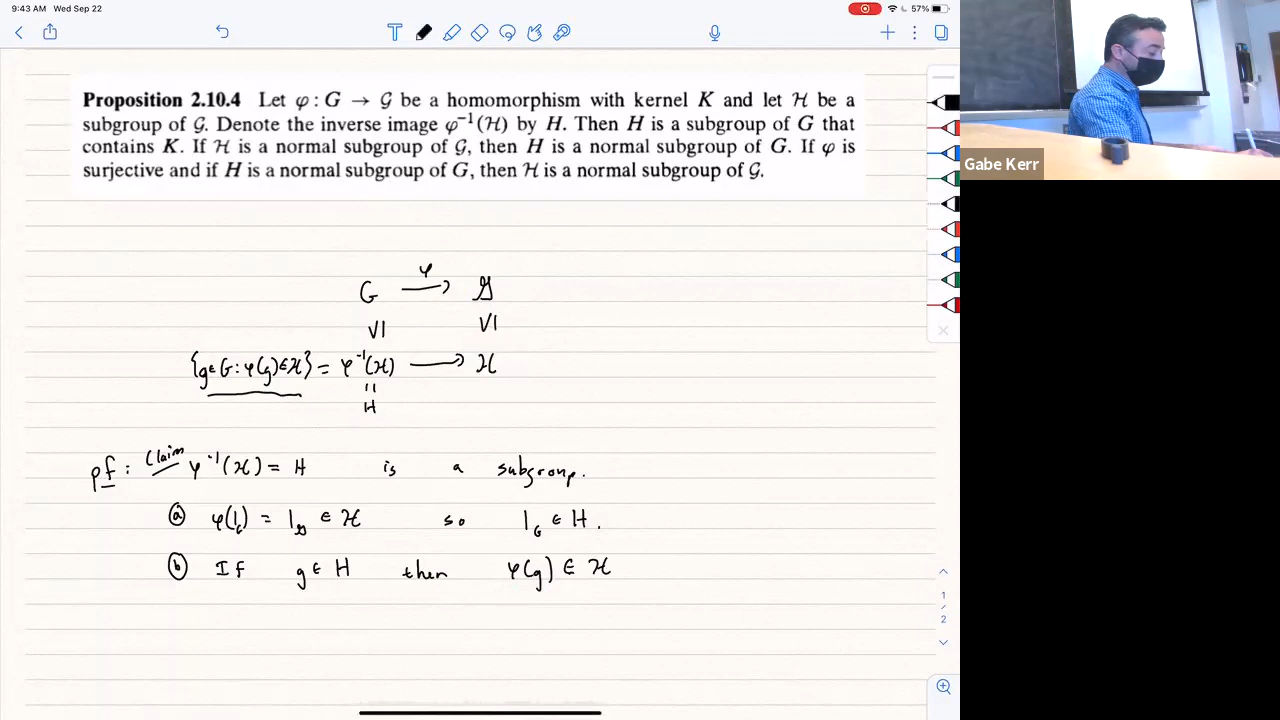 9:43 AM Wed Sep 22
57%
Proposition 2.10.4 Let φ : G → 𝒢 be a homomorphism with kernel K and let ℋ be a
subgroup of 𝒢. Denote the inverse image φ⁻¹(ℋ) by H. Then H is a subgroup of G that
contains K. If ℋ is a normal subgroup of 𝒢, then H is a normal subgroup of G. If φ is
surjective and if H is a normal subgroup of G, then ℋ is a normal subgroup of 𝒢.
Gabe Kerr
φ
G → 𝒢
VI VI
{g∈G : φ(g)∈ℋ} = φ⁻¹(ℋ) → ℋ
=
H
pf : Claim φ⁻¹(ℋ) = H is a subgroup.
ⓐ φ(1_G) = 1_𝒢 ∈ ℋ so 1_G ∈ H.
ⓑ If g ∈ H then φ(g) ∈ ℋ
1
/
2